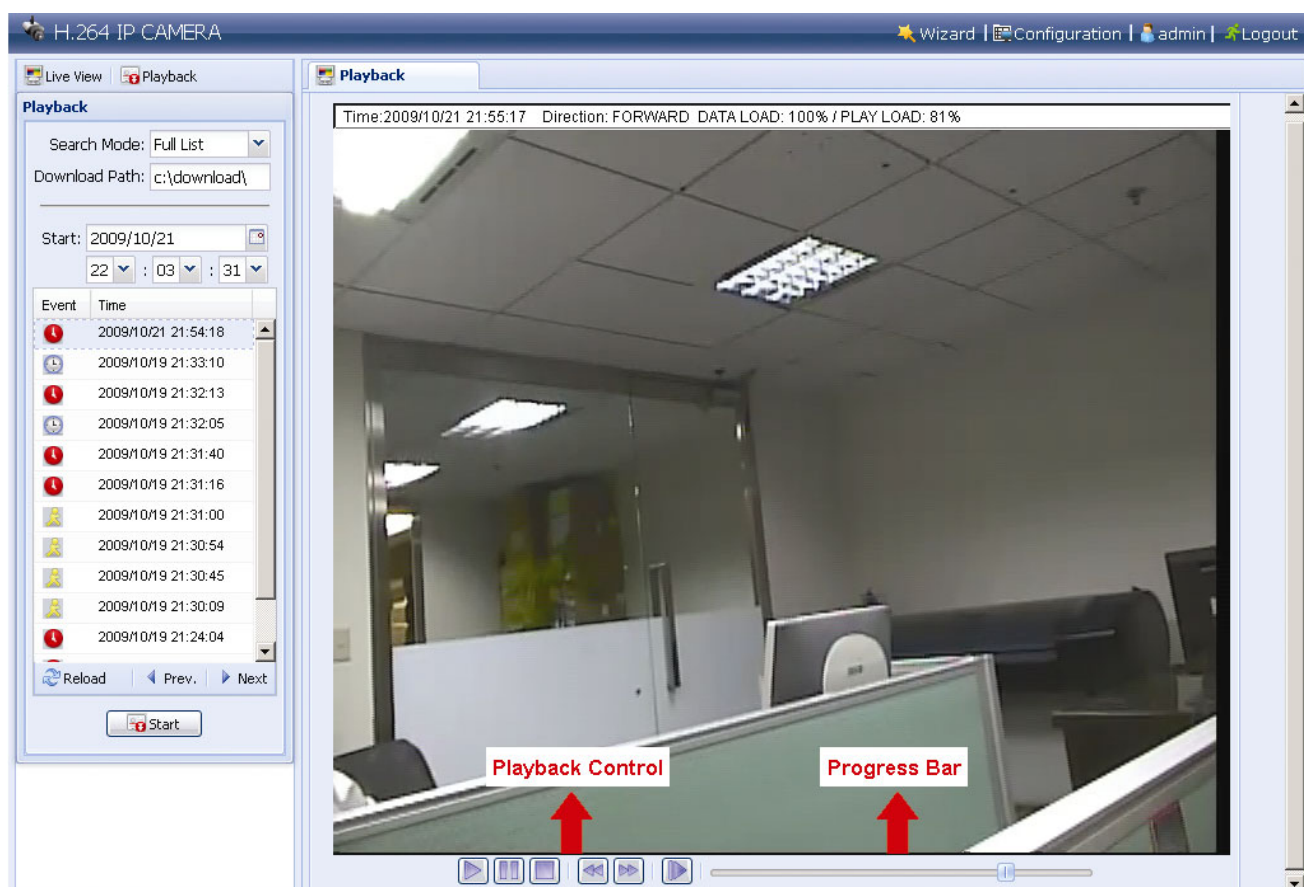 H.264 IP CAMERA
Wizard | Configuration | admin | Logout
Live View Playback
Playback
Playback
Search Mode: Full List
Download Path: c:\download\
Start: 2009/10/21
22 : 03 : 31
Event Time
2009/10/21 21:54:18
2009/10/19 21:33:10
2009/10/19 21:32:13
2009/10/19 21:32:05
2009/10/19 21:31:40
2009/10/19 21:31:16
2009/10/19 21:31:00
2009/10/19 21:30:54
2009/10/19 21:30:45
2009/10/19 21:30:09
2009/10/19 21:24:04
Reload Prev. Next
Start
Time:2009/10/21 21:55:17 Direction: FORWARD DATA LOAD: 100% / PLAY LOAD: 81%
Playback Control
Progress Bar